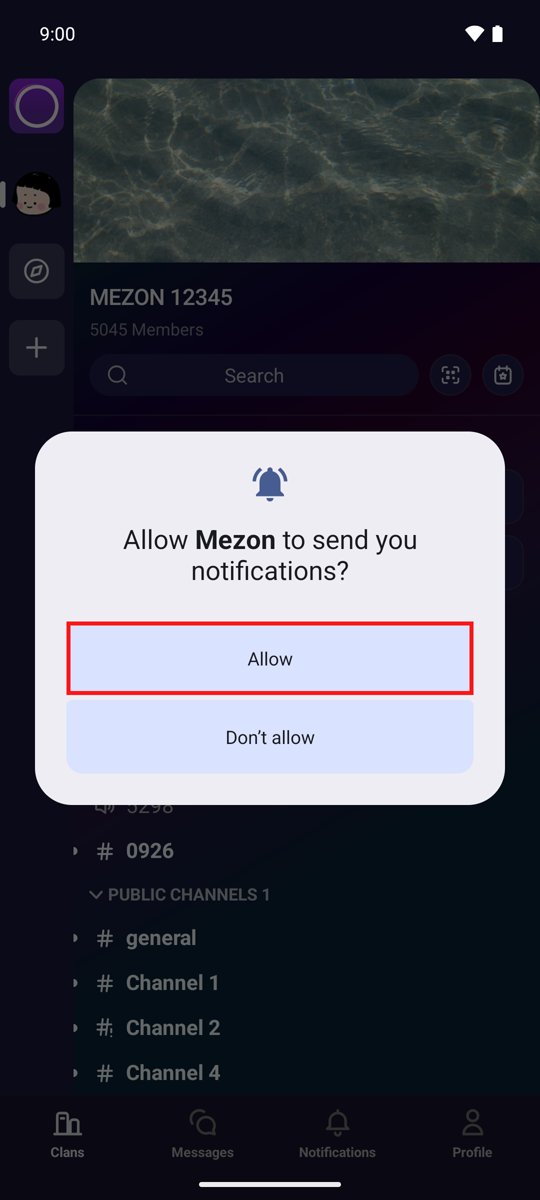 9:00
MEZON 12345
5045 Members
Search
Allow Mezon to send you
notifications?
Allow
Don't allow
5298
# 0926
PUBLIC CHANNELS 1
# general
# Channel 1
# Channel 2
# Channel 4
Clans
Messages
Notifications
Profile